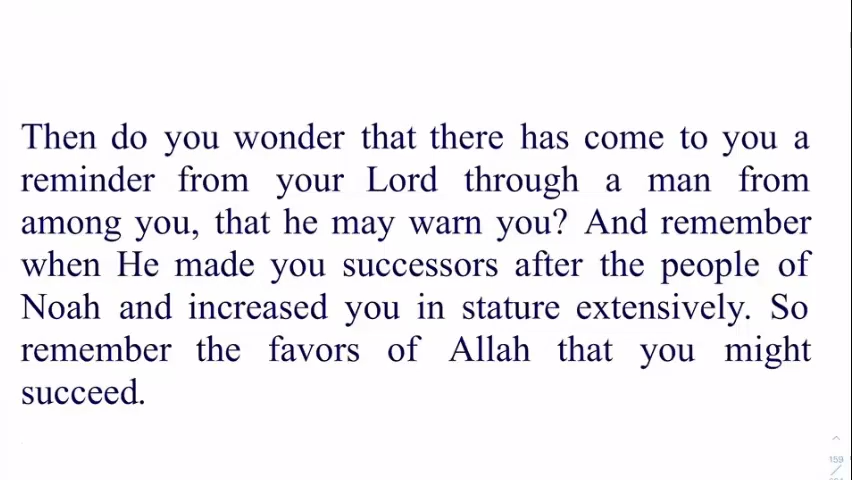 Then do you wonder that there has come to you a
reminder from your Lord through a man from
among you, that he may warn you? And remember
when He made you successors after the people of
Noah and increased you in stature extensively. So
remember the favors of Allah that you might
succeed.
159